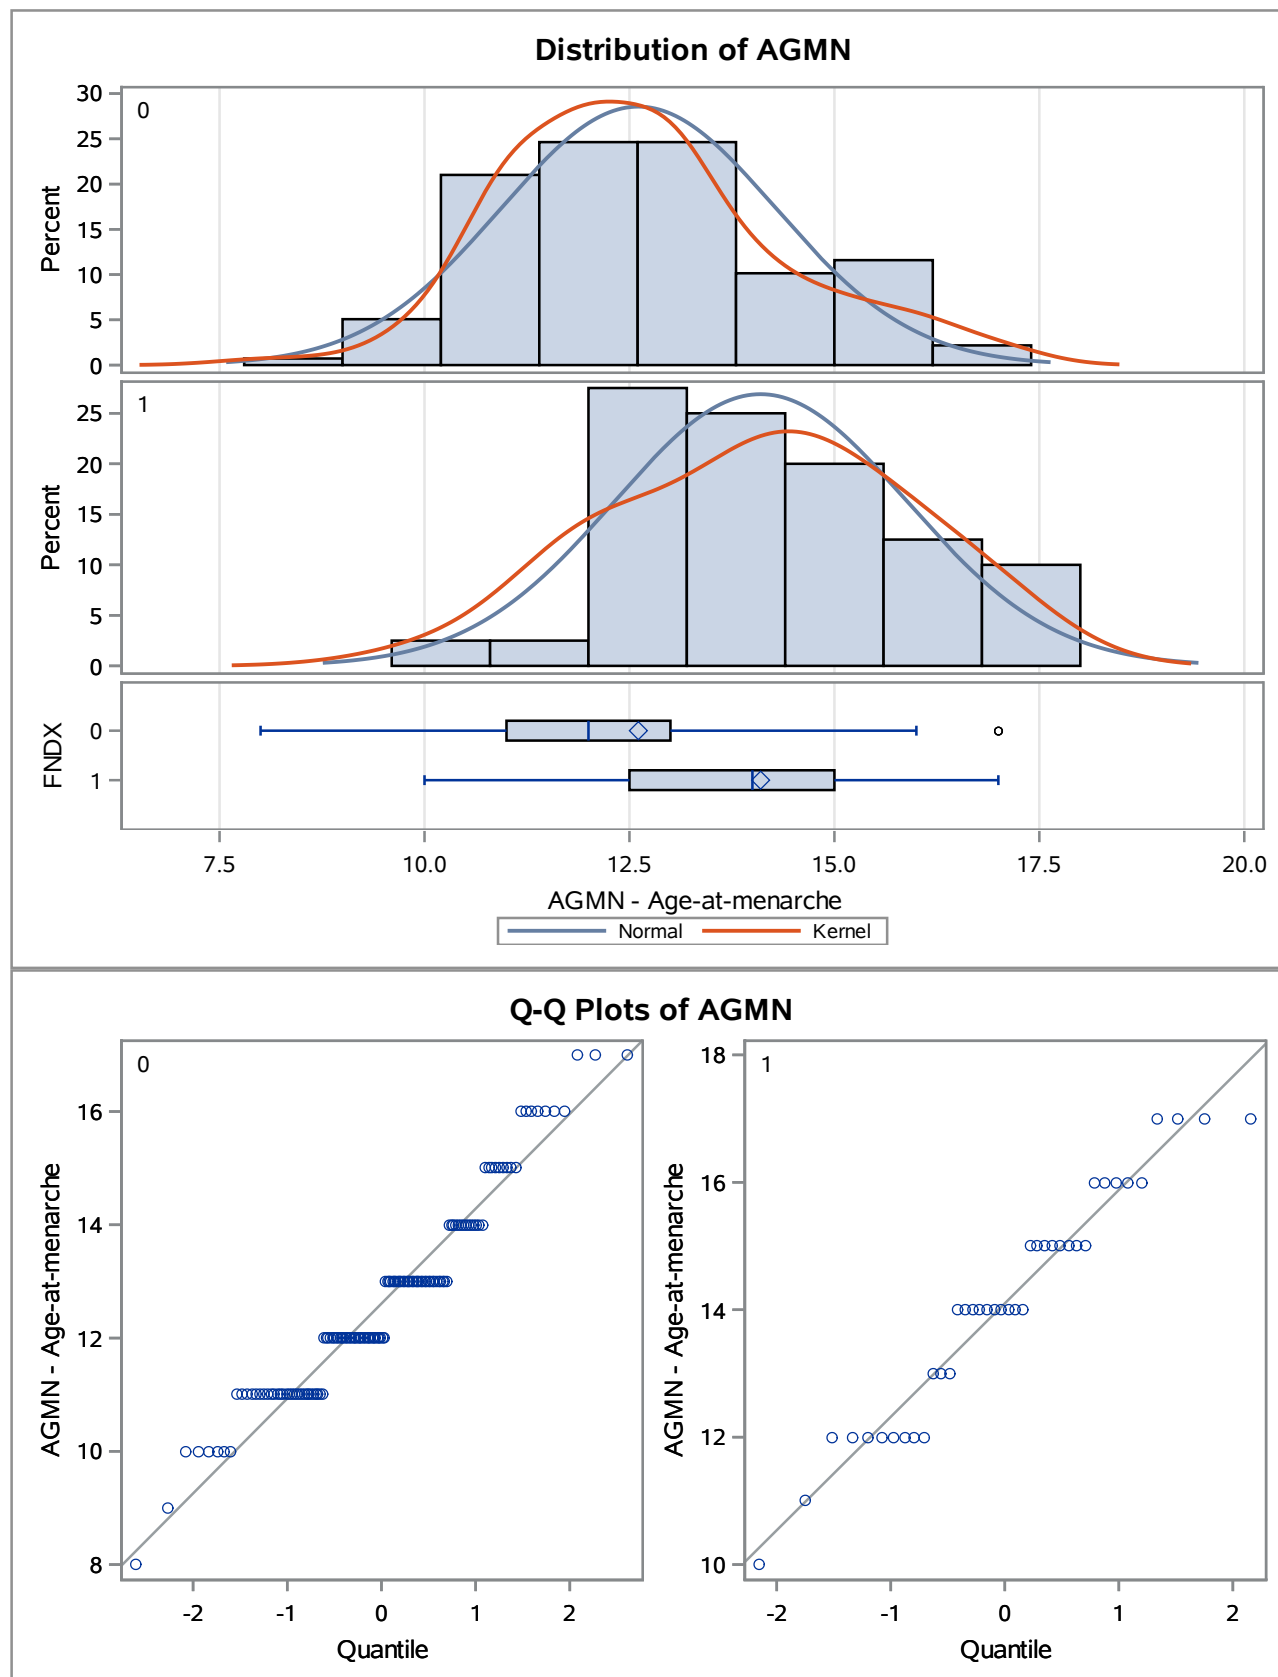 Distribution of AGMN
0
30
25
20
15
10
5
0
Percent
1
25
20
15
10
5
0
Percent
0
1
FNDX
7.5 10.0 12.5 15.0 17.5 20.0
AGMN - Age-at-menarche
Normal Kernel
Q-Q Plots of AGMN
0
16
14
12
10
8
AGMN - Age-at-menarche
-2 -1 0 1 2
Quantile
1
18
16
14
12
10
AGMN - Age-at-menarche
-2 -1 0 1 2
Quantile